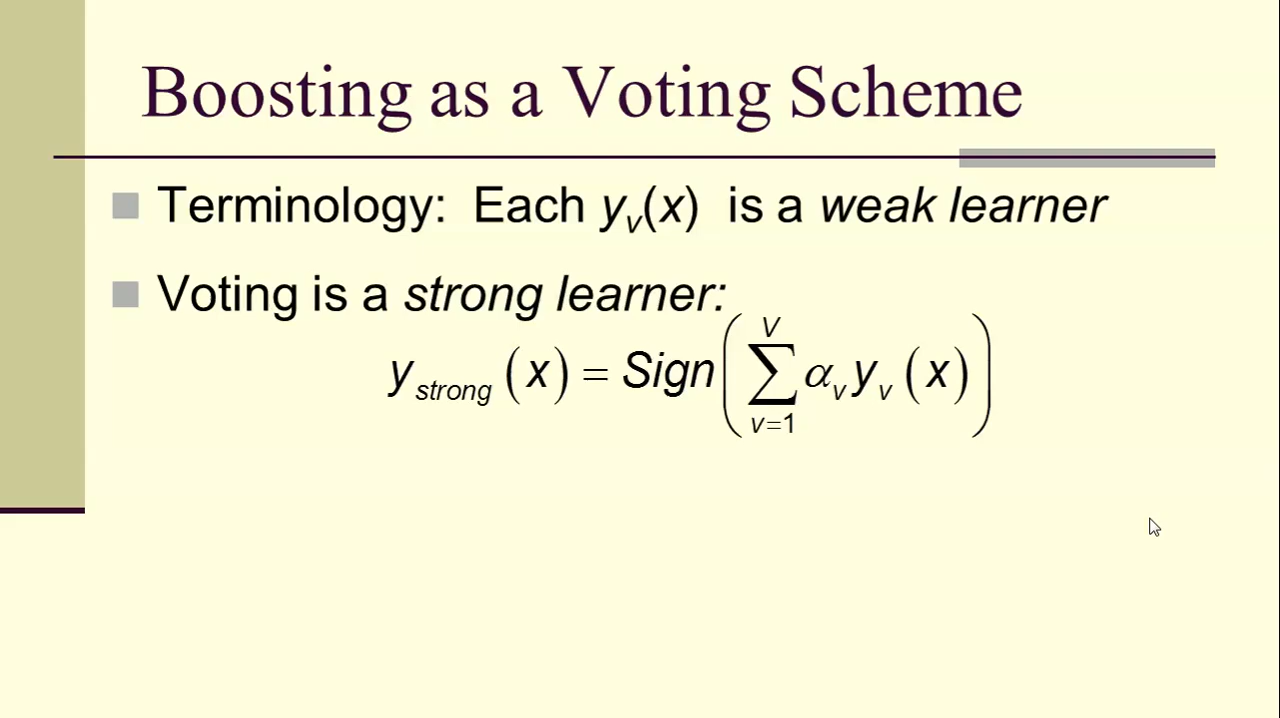 Boosting as a Voting Scheme
Terminology: Each y_v(x) is a weak learner
Voting is a strong learner:
y_strong (x) = Sign( ∑_{v=1}^{V} α_v y_v (x) )